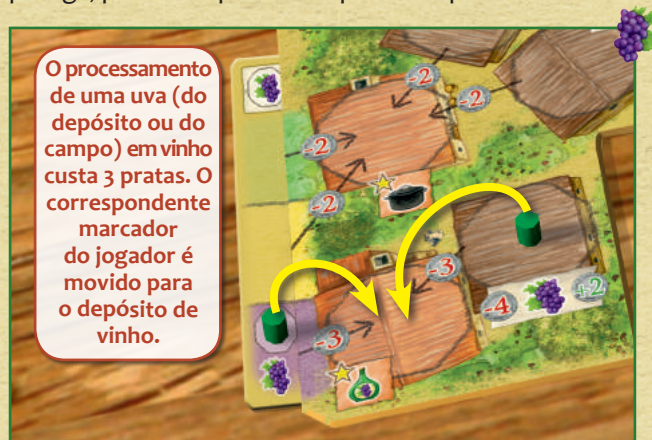 O processamento
de uma uva (do
depósito ou do
campo) em vinho
custa 3 pratas. O
correspondente
marcador
do jogador é
movido para
o depósito de
vinho.
-2
-2
-2
-2
-3
-4
+2
-3